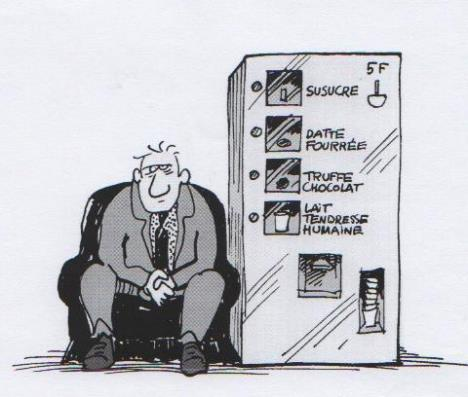 5F
SUSUCRE
DATTE
FOURRÉE
TRUFFE
CHOCOLAT
LAIT
TENDRESSE
HUMAINE